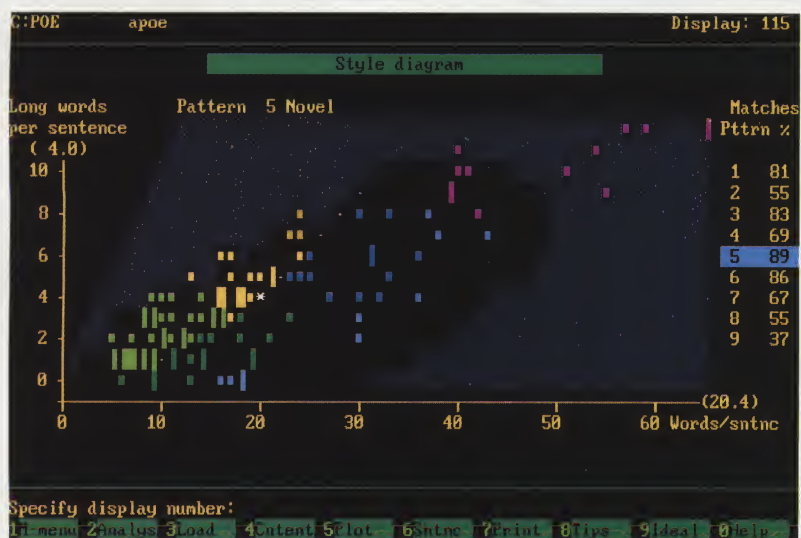 C:POE apoe Display: 115
Style diagram
Long words Pattern 5 Novel Matches
per sentence Pttrn %
( 4.0)
10 1 81
2 55
8 3 83
4 69
6 5 89
6 86
4 7 67
8 55
2 9 37
0
(20.4)
0 10 20 30 40 50 60 Words/sntnc
Specify display number:
1M-menu 2Analys 3Load 4Cntent 5Plot 6Sntnc 7Print 8Tips 9Ideal 0Help